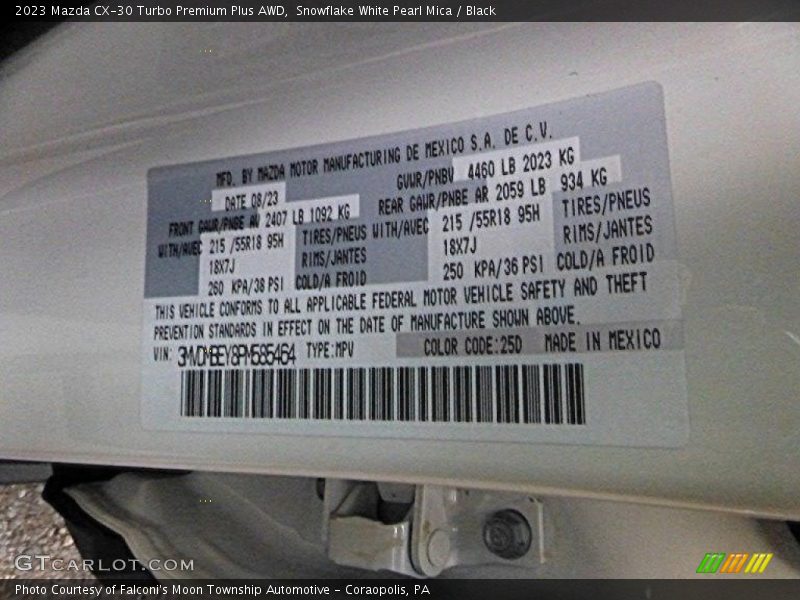 2023 Mazda CX-30 Turbo Premium Plus AWD,  Snowflake White Pearl Mica / Black
MFD. BY MAZDA MOTOR MANUFACTURING DE MEXICO S.A. DE C.V.
DATE 08/23 GVWR/PNBV 4460 LB 2023 KG
FRONT GAWR/PNBE AV 2407 LB 1092 KG REAR GAWR/PNBE AR 2059 LB 934 KG
WITH/AVEC 215 /55R18 95H TIRES/PNEUS WITH/AVEC 215 /55R18 95H TIRES/PNEUS
18X7J RIMS/JANTES 18X7J RIMS/JANTES
260 KPA/38 PSI COLD/A FROID 250 KPA/36 PSI COLD/A FROID
THIS VEHICLE CONFORMS TO ALL APPLICABLE FEDERAL MOTOR VEHICLE SAFETY AND THEFT
PREVENTION STANDARDS IN EFFECT ON THE DATE OF MANUFACTURE SHOWN ABOVE.
VIN: 3MVDMBEY8PM585464 TYPE:MPV COLOR CODE:25D MADE IN MEXICO
GTCARLOT.COM
Photo Courtesy of Falconi's Moon Township Automotive - Coraopolis, PA